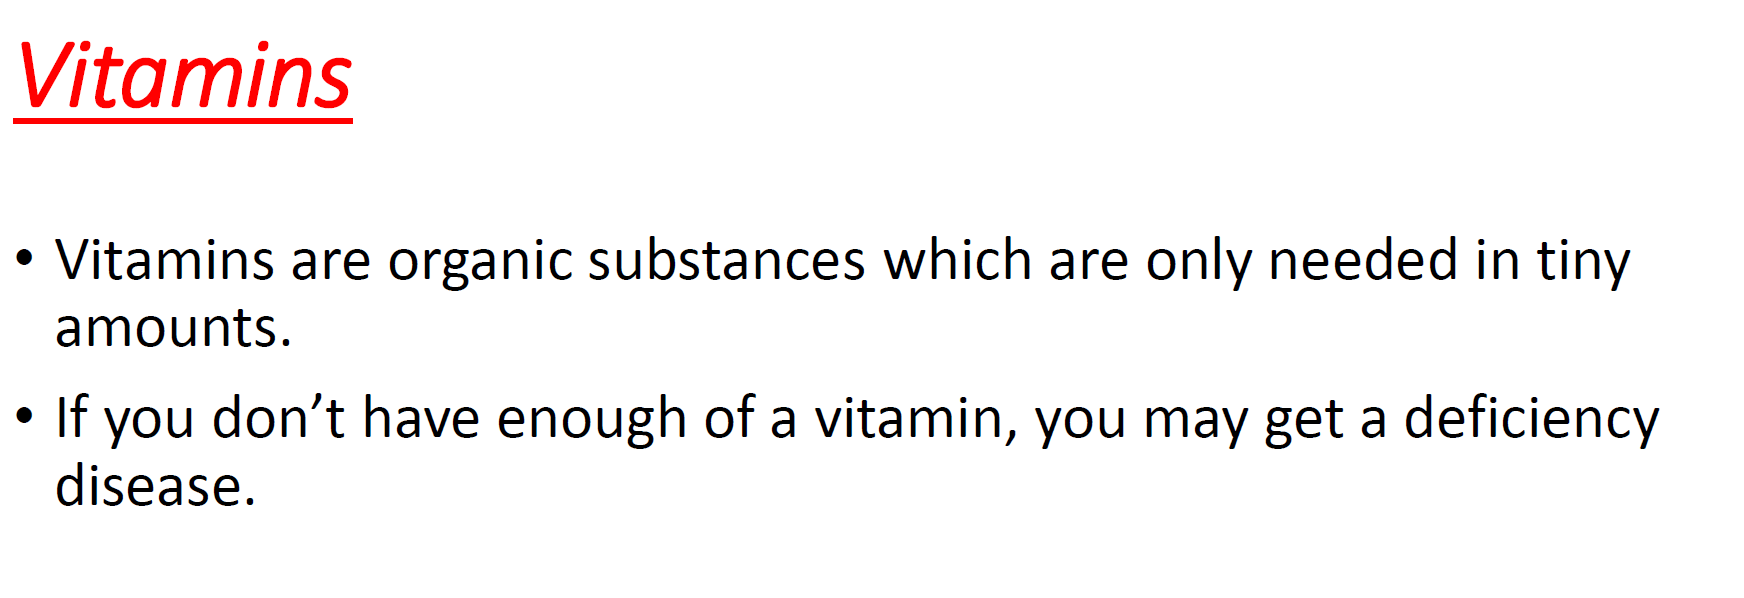 Vitamins
• Vitamins are organic substances which are only needed in tiny
amounts.
• If you don’t have enough of a vitamin, you may get a deficiency
disease.